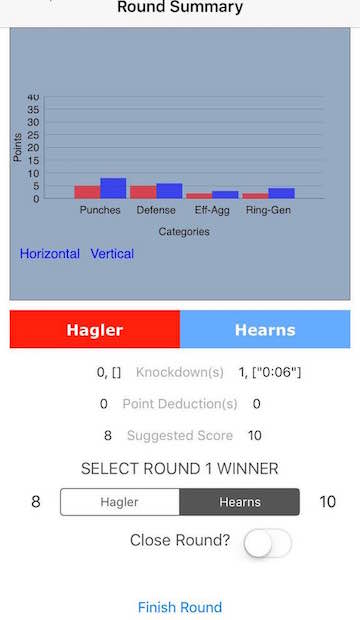 Round Summary
40
35
30
25
20
15
10
5
0
Points
Punches Defense Eff-Agg Ring-Gen
Categories
Horizontal Vertical
Hagler Hearns
0, [] Knockdown(s) 1, ["0:06"]
0 Point Deduction(s) 0
8 Suggested Score 10
SELECT ROUND 1 WINNER
8 Hagler Hearns 10
Close Round?
Finish Round